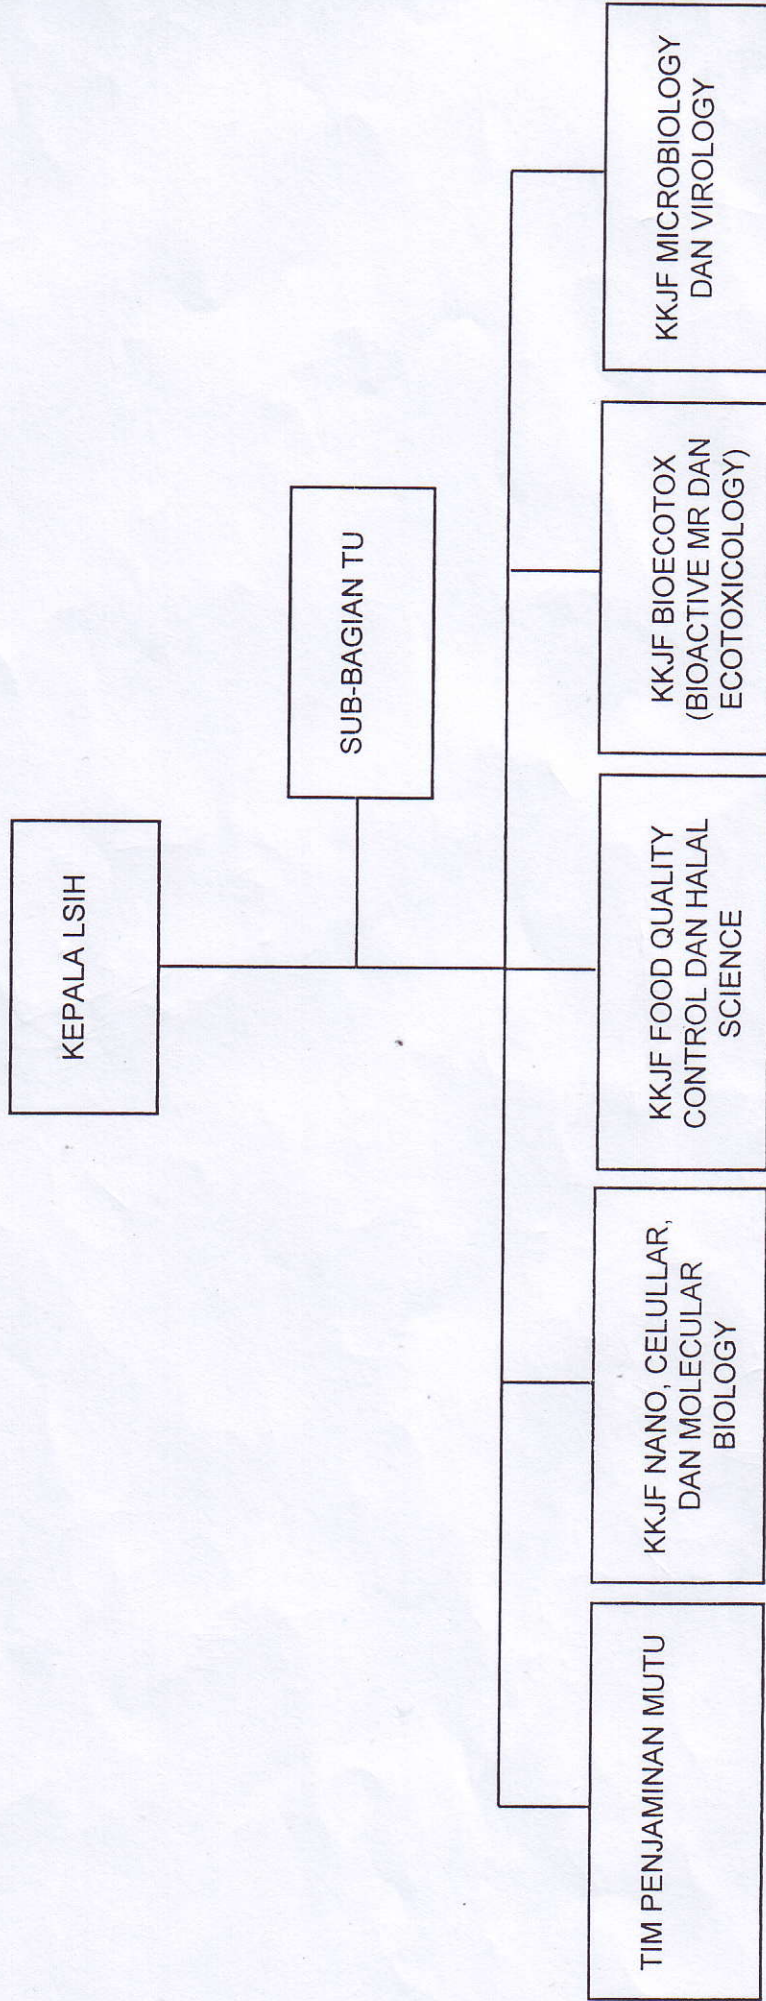 KEPALA LSIH
SUB-BAGIAN TU
TIM PENJAMINAN MUTU
KKJF NANO, CELULLAR,
DAN MOLECULAR
BIOLOGY
KKJF FOOD QUALITY
CONTROL DAN HALAL
SCIENCE
KKJF BIOECOTOX
(BIOACTIVE MR DAN
ECOTOXICOLOGY)
KKJF MICROBIOLOGY
DAN VIROLOGY